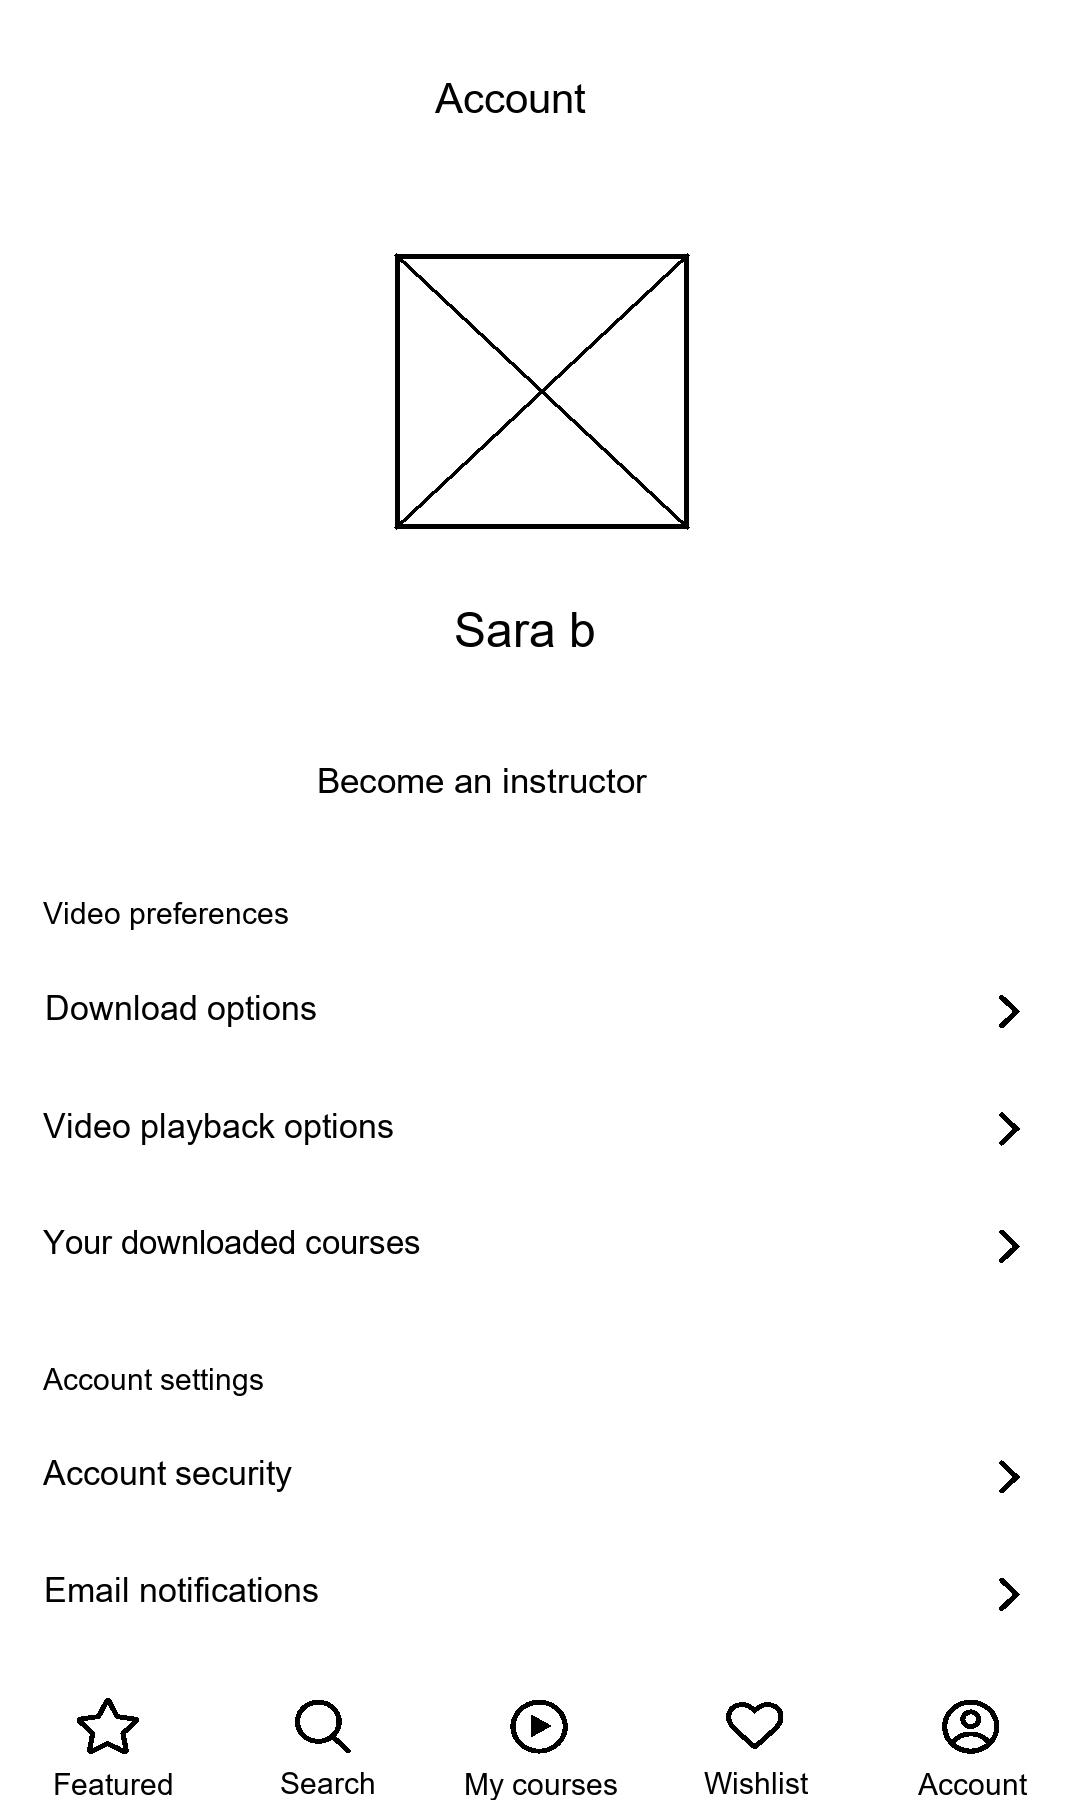 Account
Sara b
Become an instructor
Video preferences
Download options
Video playback options
Your downloaded courses
Account settings
Account security
Email notifications
Featured
Search
My courses
Wishlist
Account